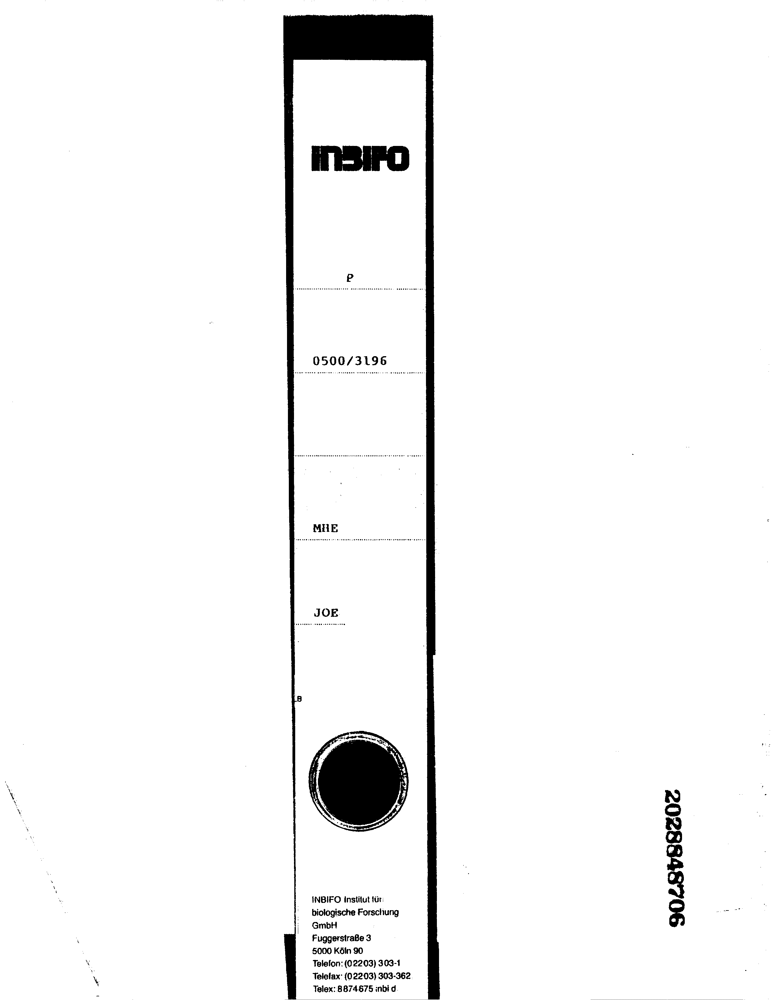 INBIFO
P
0500/3196
MHE
JOE
INBIFO Institut für
biologische Forschung
GmbH
Fuggerstraße 3
5000 Köln 90
Telefon: (02203) 303-1
Telefax: (02203) 303-362
Telex: 8874675 inbi d
2028848706